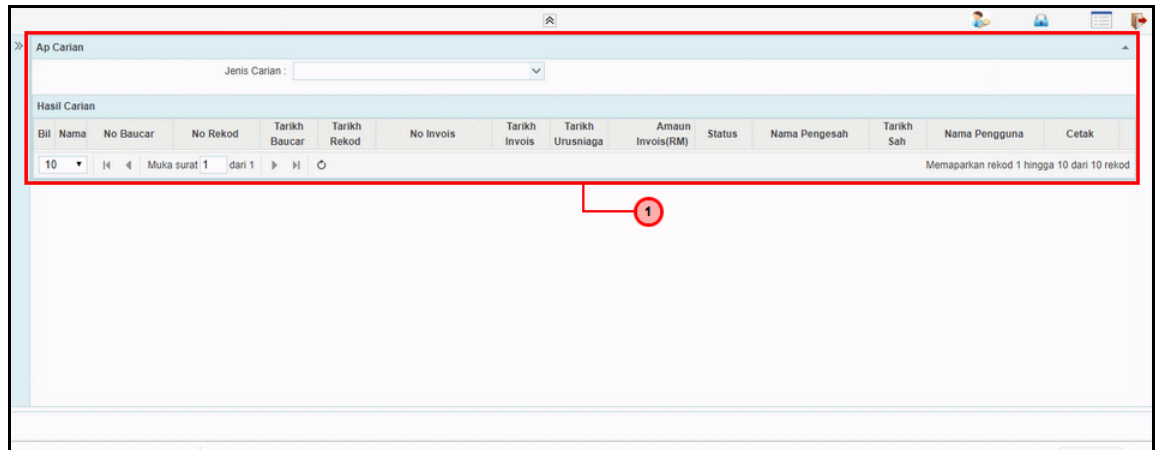 Ap Carian
Jenis Carian :
Hasil Carian
Bil Nama No Baucar No Rekod Tarikh Baucar Tarikh Rekod No Invois Tarikh Invois Tarikh Urusniaga Amaun Invois(RM) Status Nama Pengesah Tarikh Sah Nama Pengguna Cetak
10 Muka surat 1 dari 1 Memaparkan rekod 1 hingga 10 dari 10 rekod
1